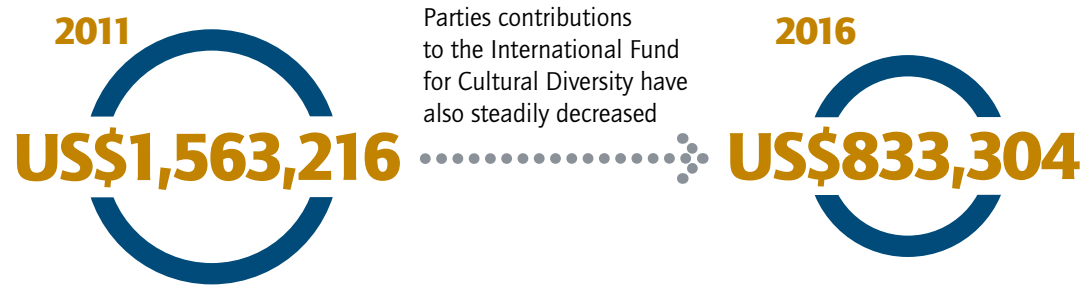 2011
US$1,563,216
Parties contributions
to the International Fund
for Cultural Diversity have
also steadily decreased
2016
US$833,304